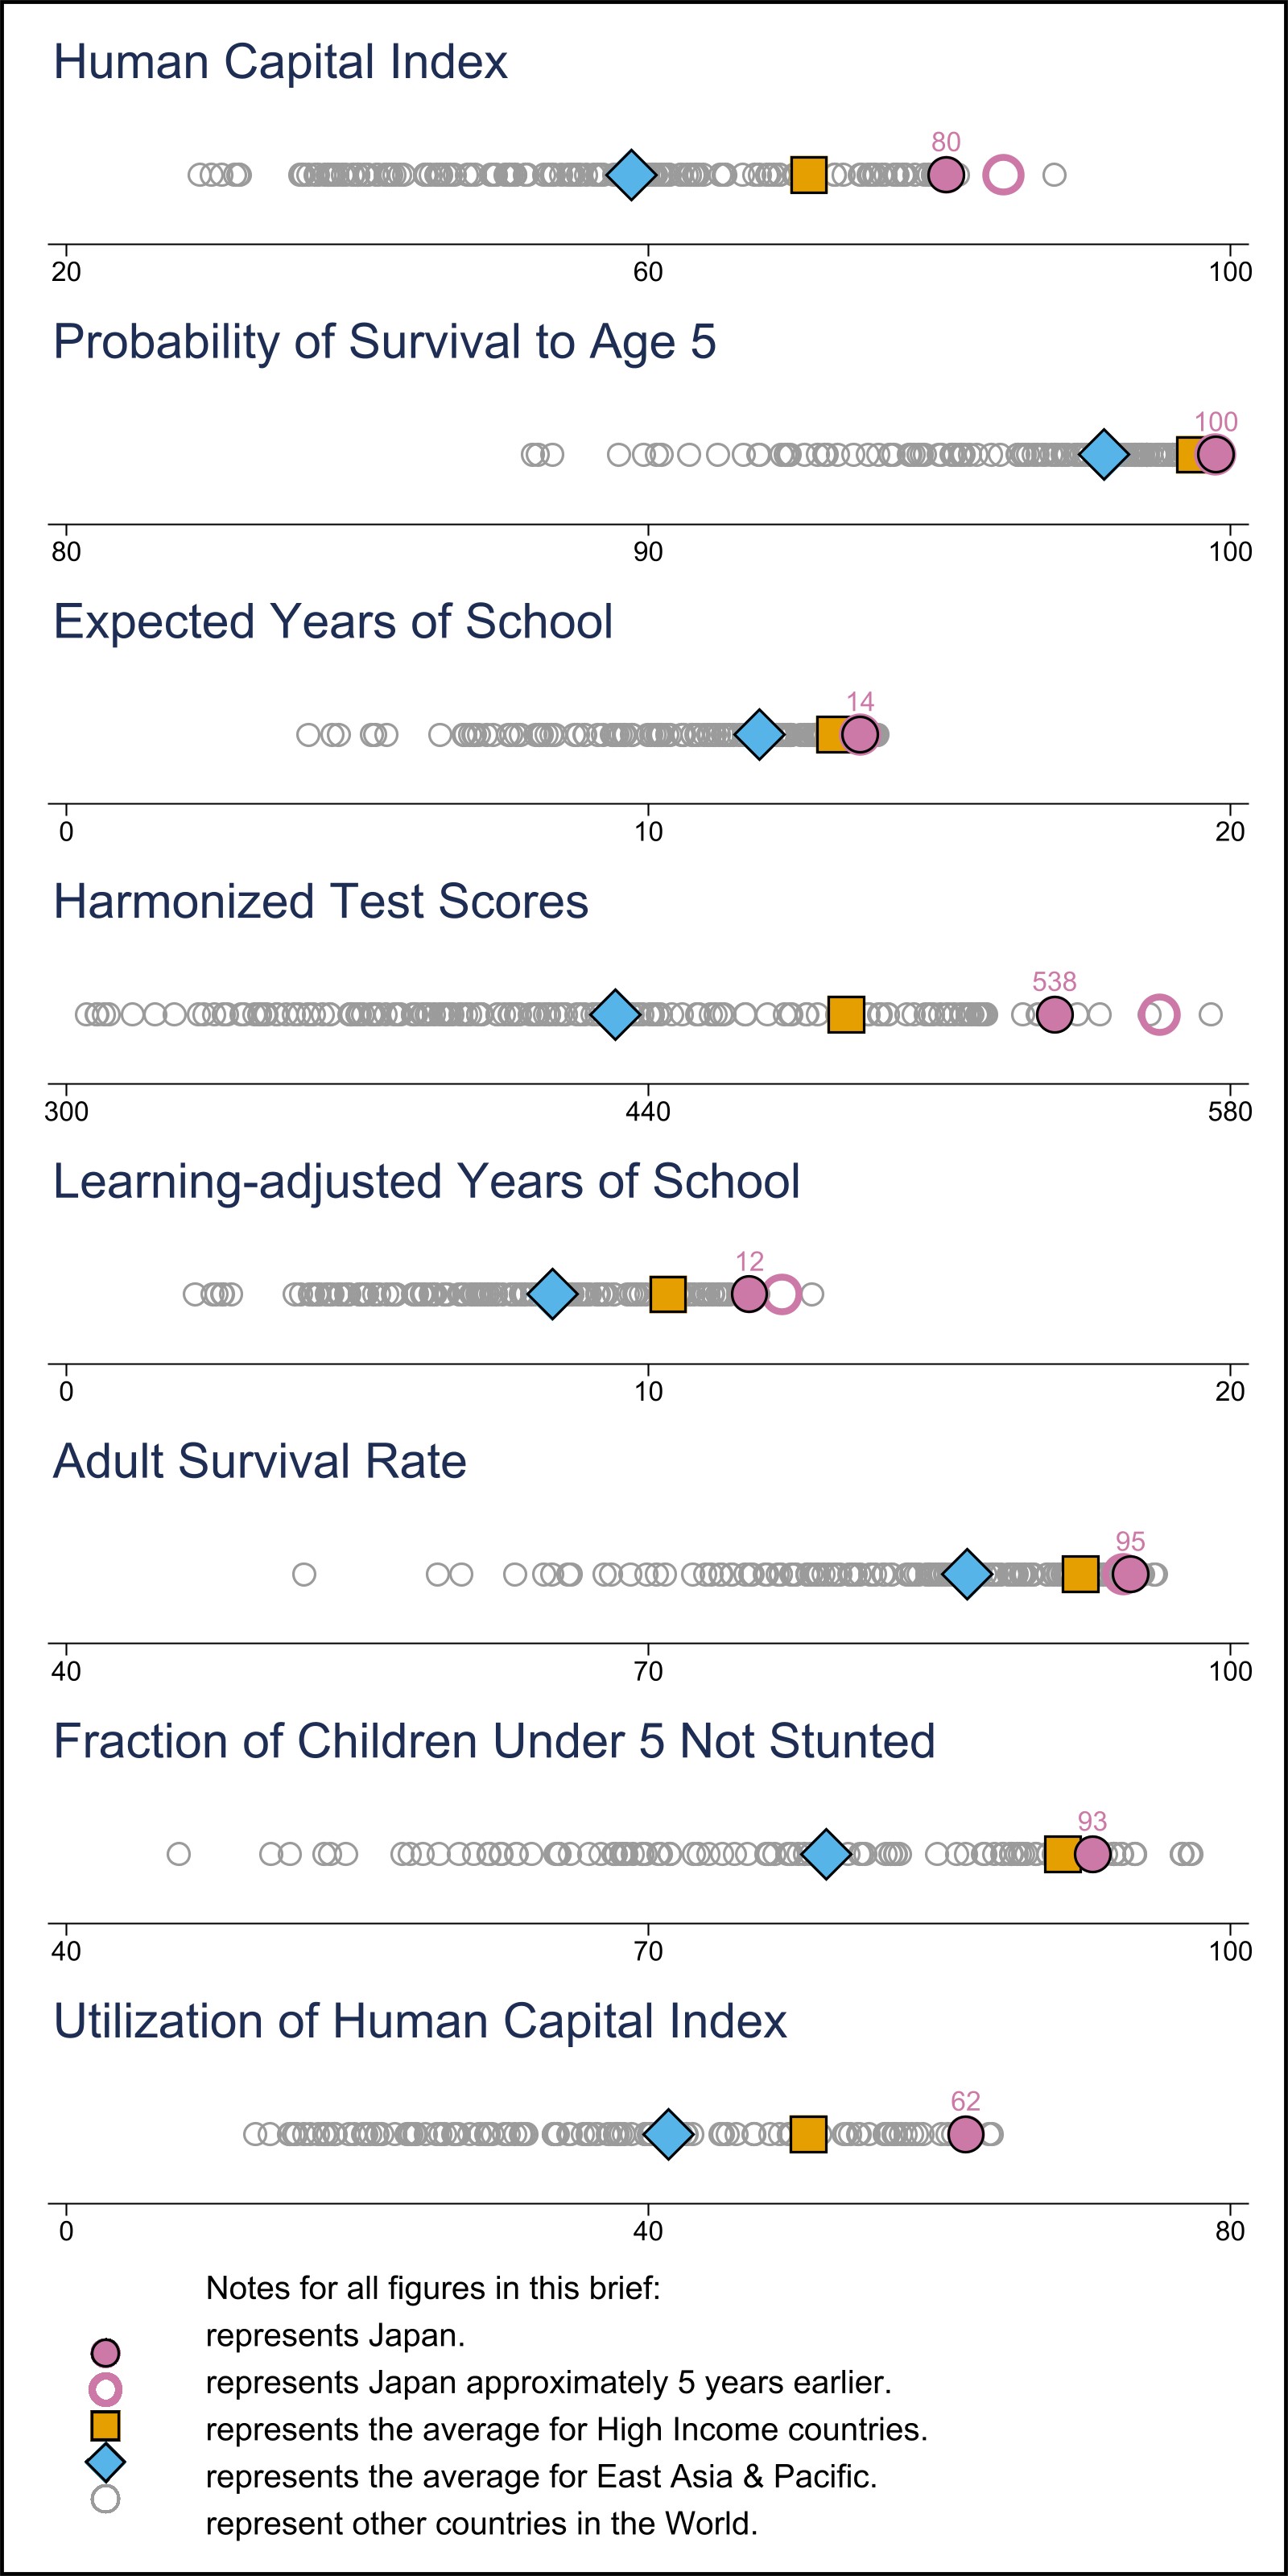 Human Capital Index
80
20 60 100
Probability of Survival to Age 5
100
80 90 100
Expected Years of School
14
0 10 20
Harmonized Test Scores
538
300 440 580
Learning-adjusted Years of School
12
0 10 20
Adult Survival Rate
95
40 70 100
Fraction of Children Under 5 Not Stunted
93
40 70 100
Utilization of Human Capital Index
62
0 40 80
Notes for all figures in this brief:
represents Japan.
represents Japan approximately 5 years earlier.
represents the average for High Income countries.
represents the average for East Asia & Pacific.
represent other countries in the World.